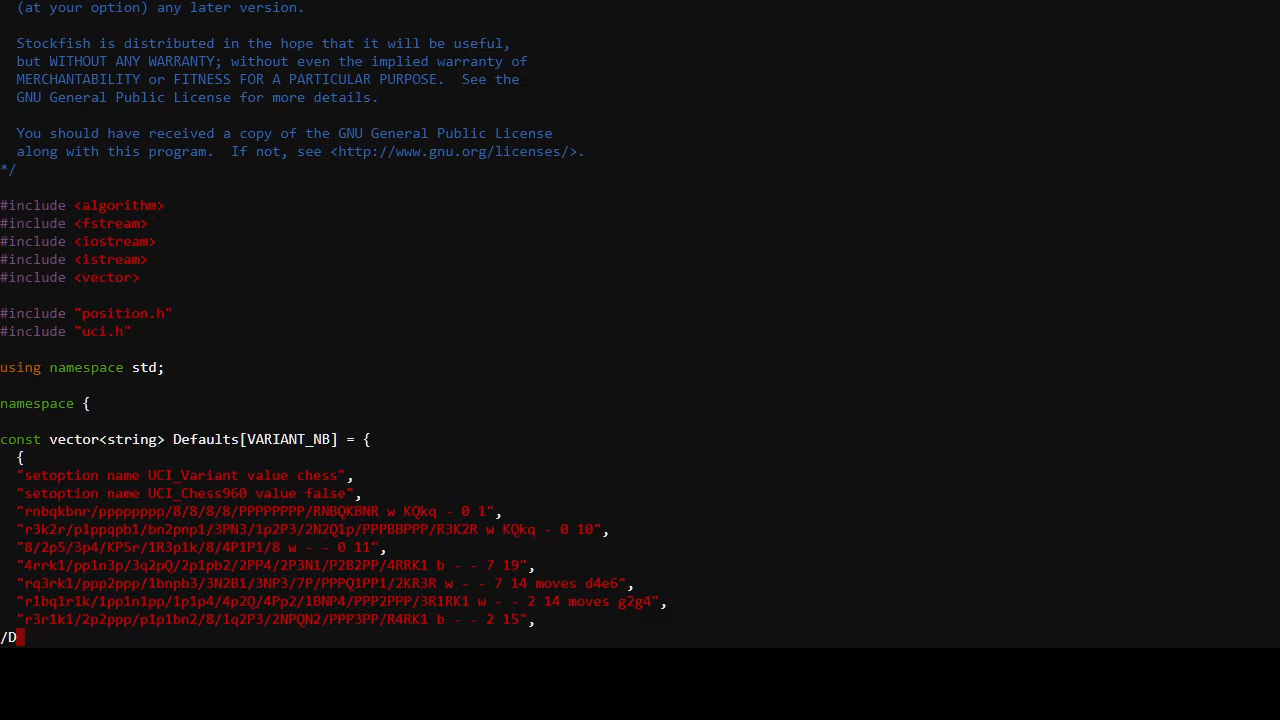 (at your option) any later version.
Stockfish is distributed in the hope that it will be useful,
but WITHOUT ANY WARRANTY; without even the implied warranty of
MERCHANTABILITY or FITNESS FOR A PARTICULAR PURPOSE.  See the
GNU General Public License for more details.
You should have received a copy of the GNU General Public License
along with this program.  If not, see <http://www.gnu.org/licenses/>.
*/
#include <algorithm>
#include <fstream>
#include <iostream>
#include <istream>
#include <vector>
#include "position.h"
#include "uci.h"
using namespace std;
namespace {
const vector<string> Defaults[VARIANT_NB] = {
{
"setoption name UCI_Variant value chess",
"setoption name UCI_Chess960 value false",
"rnbqkbnr/pppppppp/8/8/8/8/PPPPPPPP/RNBQKBNR w KQkq - 0 1",
"r3k2r/p1ppqpb1/bn2pnp1/3PN3/1p2P3/2N2Q1p/PPPBBPPP/R3K2R w KQkq - 0 10",
"8/2p5/3p4/KP5r/1R3p1k/8/4P1P1/8 w - - 0 11",
"4rrk1/pp1n3p/3q2pQ/2p1pb2/2PP4/2P3N1/P2B2PP/4RRK1 b - - 7 19",
"rq3rk1/ppp2ppp/1bnpb3/3N2B1/3NP3/7P/PPPQ1PP1/2KR3R w - - 7 14 moves d4e6",
"r1bq1r1k/1pp1n1pp/1p1p4/4p2Q/4Pp2/1BNP4/PPP2PPP/3R1RK1 w - - 2 14 moves g2g4",
"r3r1k1/2p2ppp/p1p1bn2/8/1q2P3/2NPQN2/PPP3PP/R4RK1 b - - 2 15",
/D